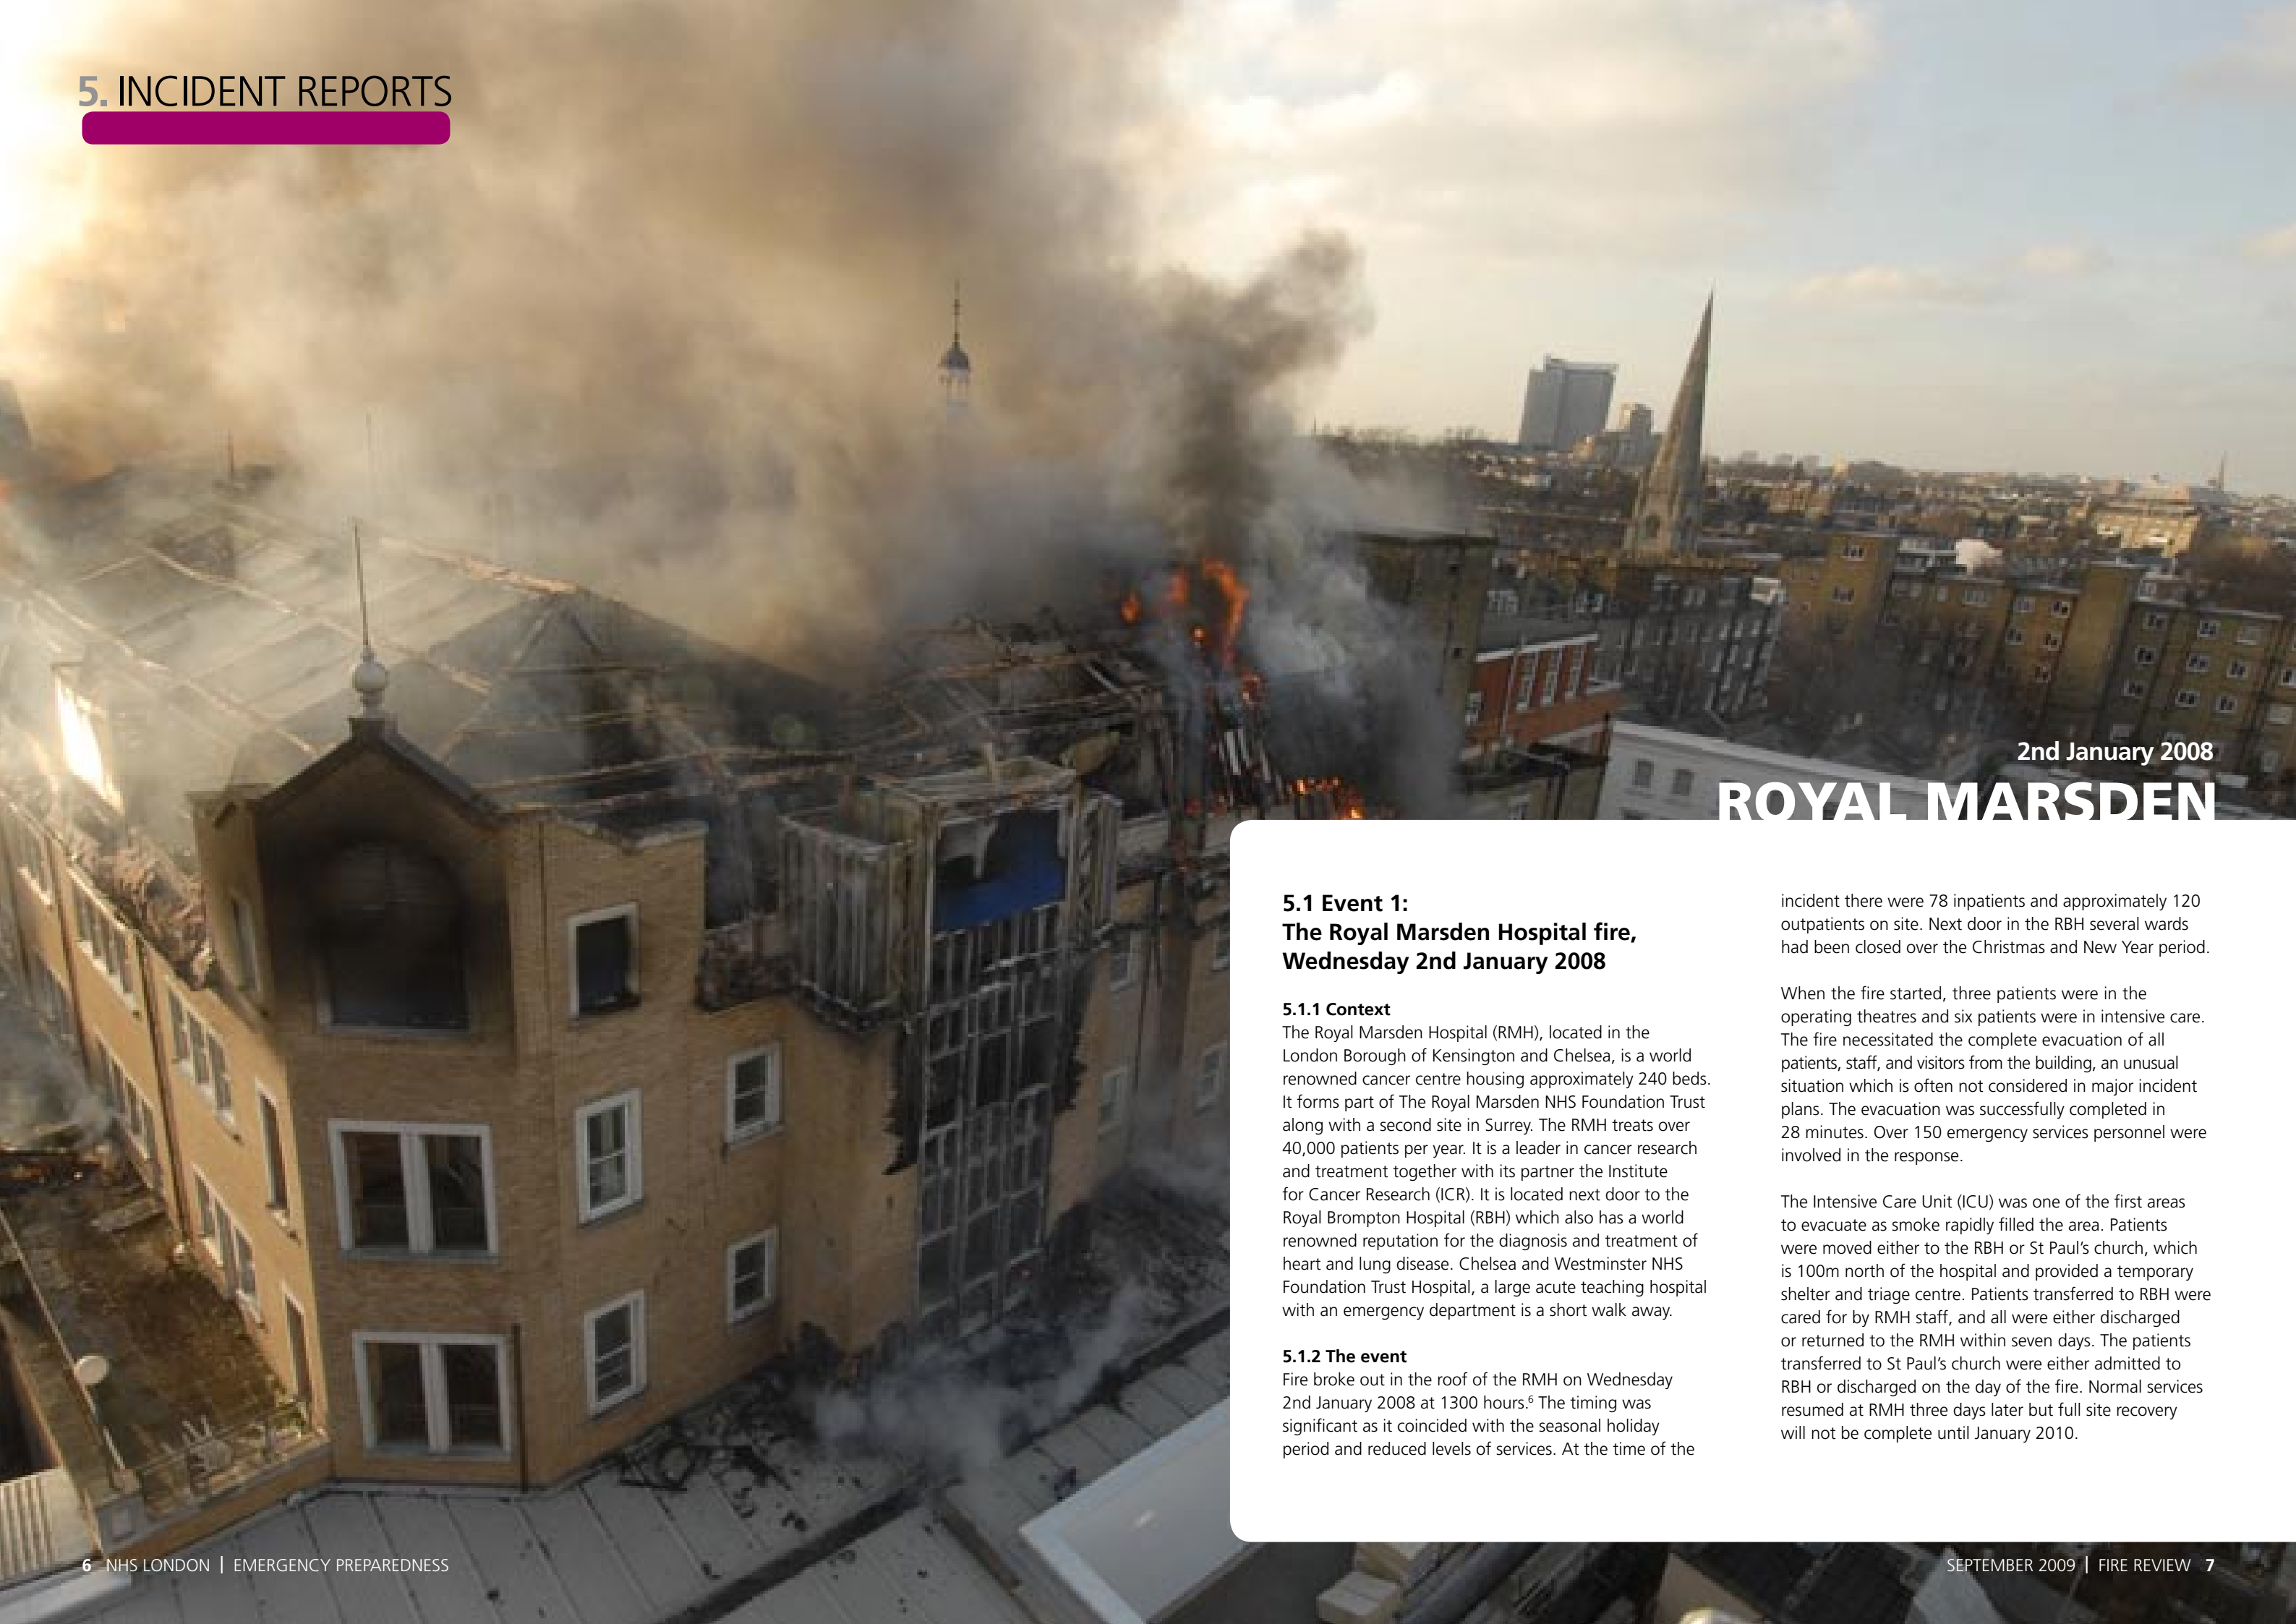 5. INCIDENT REPORTS
2nd January 2008
ROYAL MARSDEN
5.1 Event 1:
The Royal Marsden Hospital fire,
Wednesday 2nd January 2008
5.1.1 Context
The Royal Marsden Hospital (RMH), located in the
London Borough of Kensington and Chelsea, is a world
renowned cancer centre housing approximately 240 beds.
It forms part of The Royal Marsden NHS Foundation Trust
along with a second site in Surrey. The RMH treats over
40,000 patients per year. It is a leader in cancer research
and treatment together with its partner the Institute
for Cancer Research (ICR). It is located next door to the
Royal Brompton Hospital (RBH) which also has a world
renowned reputation for the diagnosis and treatment of
heart and lung disease. Chelsea and Westminster NHS
Foundation Trust Hospital, a large acute teaching hospital
with an emergency department is a short walk away.
5.1.2 The event
Fire broke out in the roof of the RMH on Wednesday
2nd January 2008 at 1300 hours.6 The timing was
significant as it coincided with the seasonal holiday
period and reduced levels of services. At the time of the
incident there were 78 inpatients and approximately 120
outpatients on site. Next door in the RBH several wards
had been closed over the Christmas and New Year period.
When the fire started, three patients were in the
operating theatres and six patients were in intensive care.
The fire necessitated the complete evacuation of all
patients, staff, and visitors from the building, an unusual
situation which is often not considered in major incident
plans. The evacuation was successfully completed in
28 minutes. Over 150 emergency services personnel were
involved in the response.
The Intensive Care Unit (ICU) was one of the first areas
to evacuate as smoke rapidly filled the area. Patients
were moved either to the RBH or St Paul's church, which
is 100m north of the hospital and provided a temporary
shelter and triage centre. Patients transferred to RBH were
cared for by RMH staff, and all were either discharged
or returned to the RMH within seven days. The patients
transferred to St Paul's church were either admitted to
RBH or discharged on the day of the fire. Normal services
resumed at RMH three days later but full site recovery
will not be complete until January 2010.
6 NHS LONDON | EMERGENCY PREPAREDNESS
SEPTEMBER 2009 | FIRE REVIEW 7